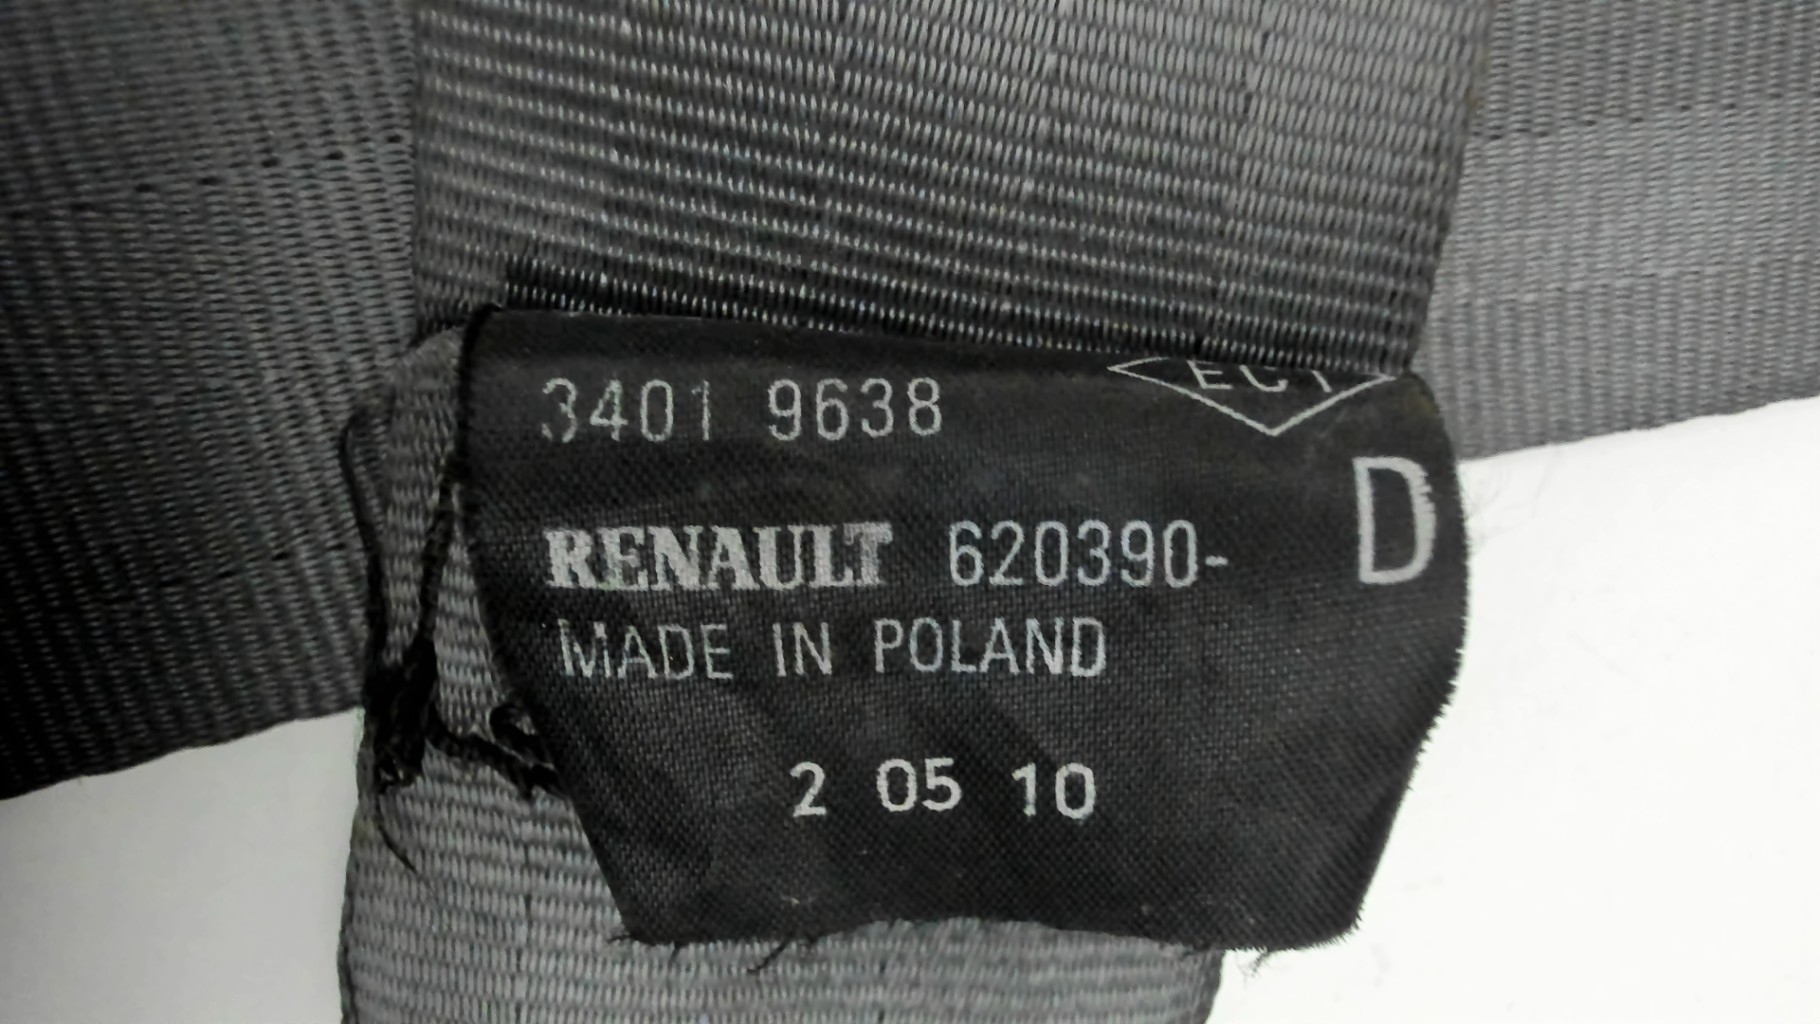 3401 9638
D
RENAULT 620390-
MADE IN POLAND
2 05 10